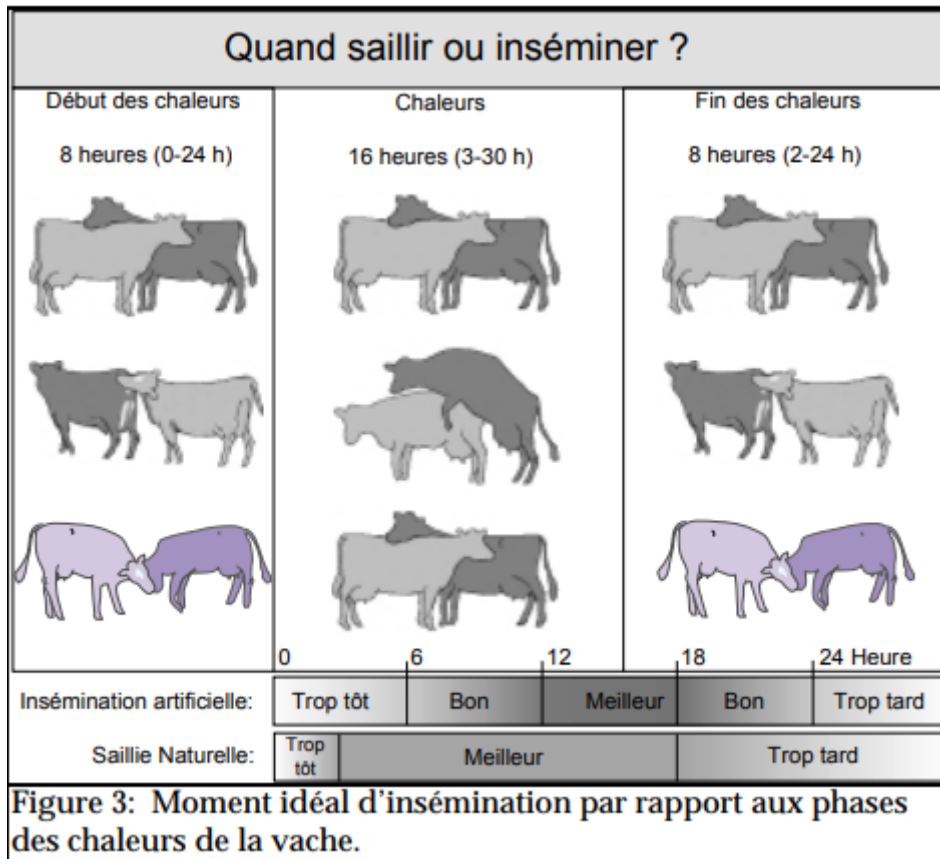 Quand saillir ou inséminer ?
Début des chaleurs
8 heures (0-24 h)
Chaleurs
16 heures (3-30 h)
Fin des chaleurs
8 heures (2-24 h)
0 6 12 18 24 Heure
Insémination artificielle: Trop tôt Bon Meilleur Bon Trop tard
Saillie Naturelle: Trop tôt Meilleur Trop tard
Figure 3: Moment idéal d'insémination par rapport aux phases
des chaleurs de la vache.